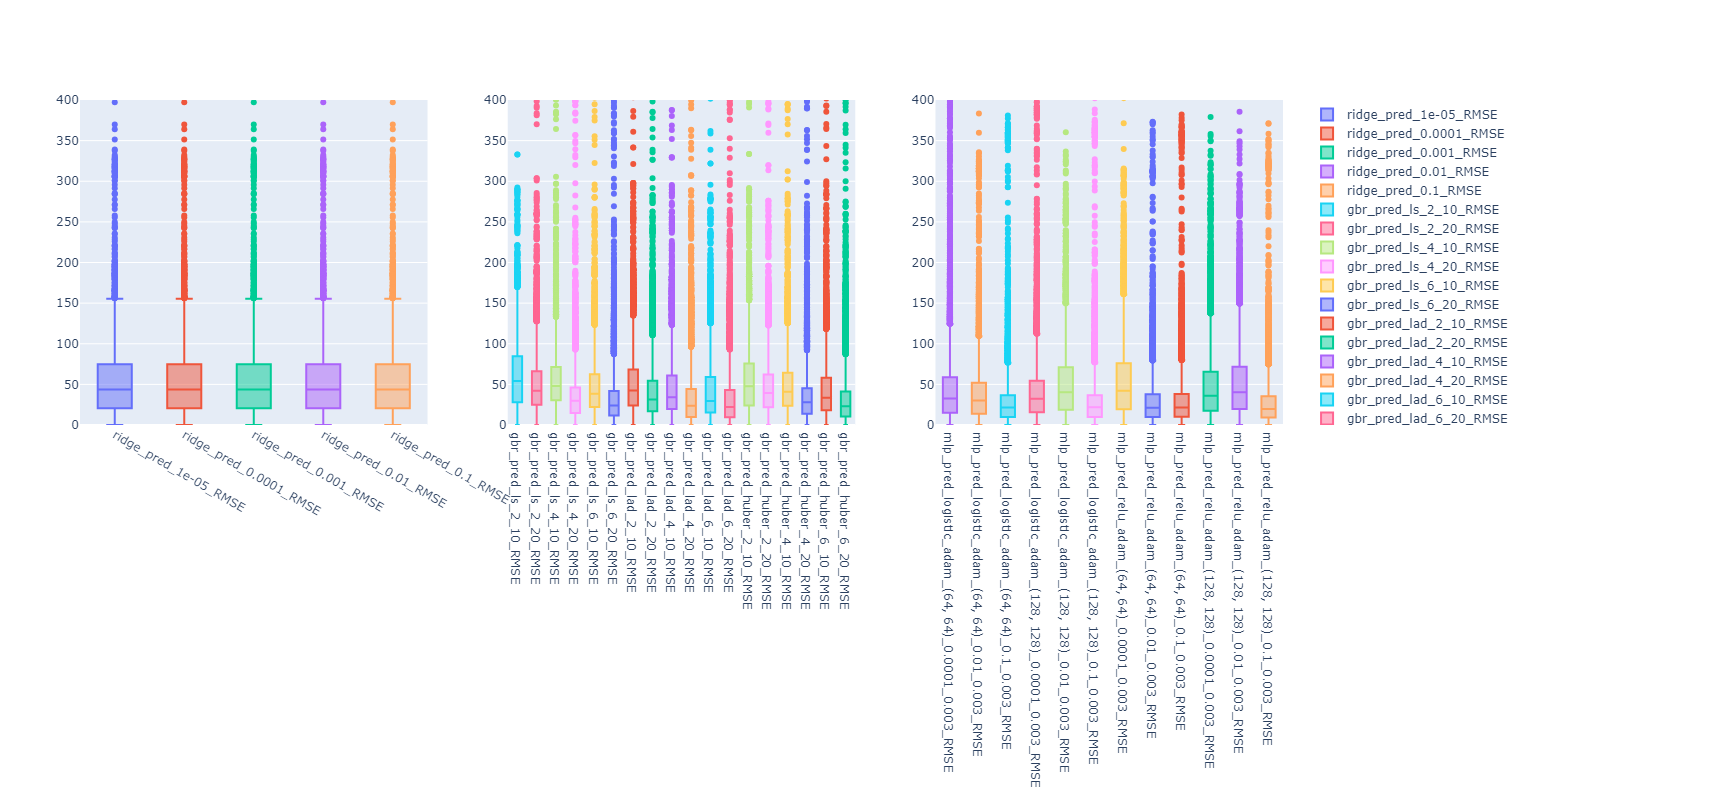 400
350
300
250
200
150
100
50
0
ridge_pred_1e-05_RMSE
ridge_pred_0.0001_RMSE
ridge_pred_0.001_RMSE
ridge_pred_0.01_RMSE
ridge_pred_0.1_RMSE
400
350
300
250
200
150
100
50
0
gbr_pred_ls_2_10_RMSE
gbr_pred_ls_2_20_RMSE
gbr_pred_ls_4_10_RMSE
gbr_pred_ls_4_20_RMSE
gbr_pred_ls_6_10_RMSE
gbr_pred_ls_6_20_RMSE
gbr_pred_lad_2_10_RMSE
gbr_pred_lad_2_20_RMSE
gbr_pred_lad_4_10_RMSE
gbr_pred_lad_4_20_RMSE
gbr_pred_lad_6_10_RMSE
gbr_pred_lad_6_20_RMSE
gbr_pred_huber_2_10_RMSE
gbr_pred_huber_2_20_RMSE
gbr_pred_huber_4_10_RMSE
gbr_pred_huber_4_20_RMSE
gbr_pred_huber_6_10_RMSE
gbr_pred_huber_6_20_RMSE
400
350
300
250
200
150
100
50
0
mlp_pred_logistic_adam_(64, 64)_0.0001_0.003_RMSE
mlp_pred_logistic_adam_(64, 64)_0.01_0.003_RMSE
mlp_pred_logistic_adam_(64, 64)_0.1_0.003_RMSE
mlp_pred_logistic_adam_(128, 128)_0.0001_0.003_RMSE
mlp_pred_logistic_adam_(128, 128)_0.01_0.003_RMSE
mlp_pred_logistic_adam_(128, 128)_0.1_0.003_RMSE
mlp_pred_relu_adam_(64, 64)_0.0001_0.003_RMSE
mlp_pred_relu_adam_(64, 64)_0.01_0.003_RMSE
mlp_pred_relu_adam_(64, 64)_0.1_0.003_RMSE
mlp_pred_relu_adam_(128, 128)_0.0001_0.003_RMSE
mlp_pred_relu_adam_(128, 128)_0.01_0.003_RMSE
mlp_pred_relu_adam_(128, 128)_0.1_0.003_RMSE
ridge_pred_1e-05_RMSE
ridge_pred_0.0001_RMSE
ridge_pred_0.001_RMSE
ridge_pred_0.01_RMSE
ridge_pred_0.1_RMSE
gbr_pred_ls_2_10_RMSE
gbr_pred_ls_2_20_RMSE
gbr_pred_ls_4_10_RMSE
gbr_pred_ls_4_20_RMSE
gbr_pred_ls_6_10_RMSE
gbr_pred_ls_6_20_RMSE
gbr_pred_lad_2_10_RMSE
gbr_pred_lad_2_20_RMSE
gbr_pred_lad_4_10_RMSE
gbr_pred_lad_4_20_RMSE
gbr_pred_lad_6_10_RMSE
gbr_pred_lad_6_20_RMSE